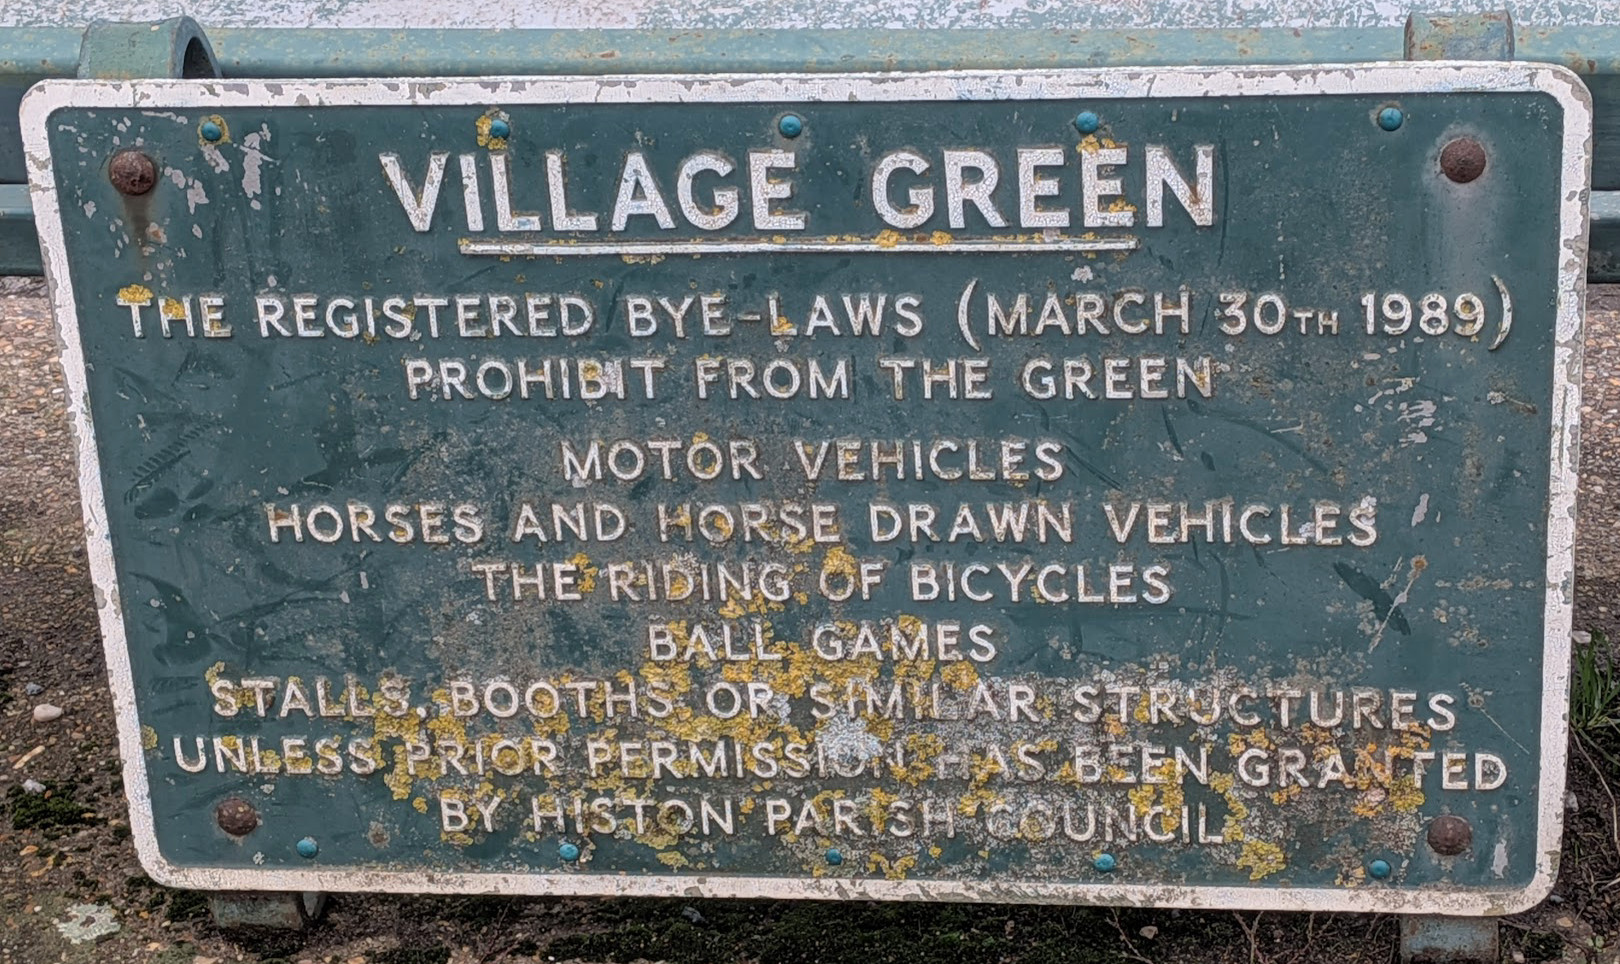 VILLAGE GREEN
THE REGISTERED BYE-LAWS (MARCH 30TH 1989)
PROHIBIT FROM THE GREEN
MOTOR VEHICLES
HORSES AND HORSE DRAWN VEHICLES
THE RIDING OF BICYCLES
BALL GAMES
STALLS, BOOTHS OR SIMILAR STRUCTURES
UNLESS PRIOR PERMISSION HAS BEEN GRANTED
BY HISTON PARISH COUNCIL